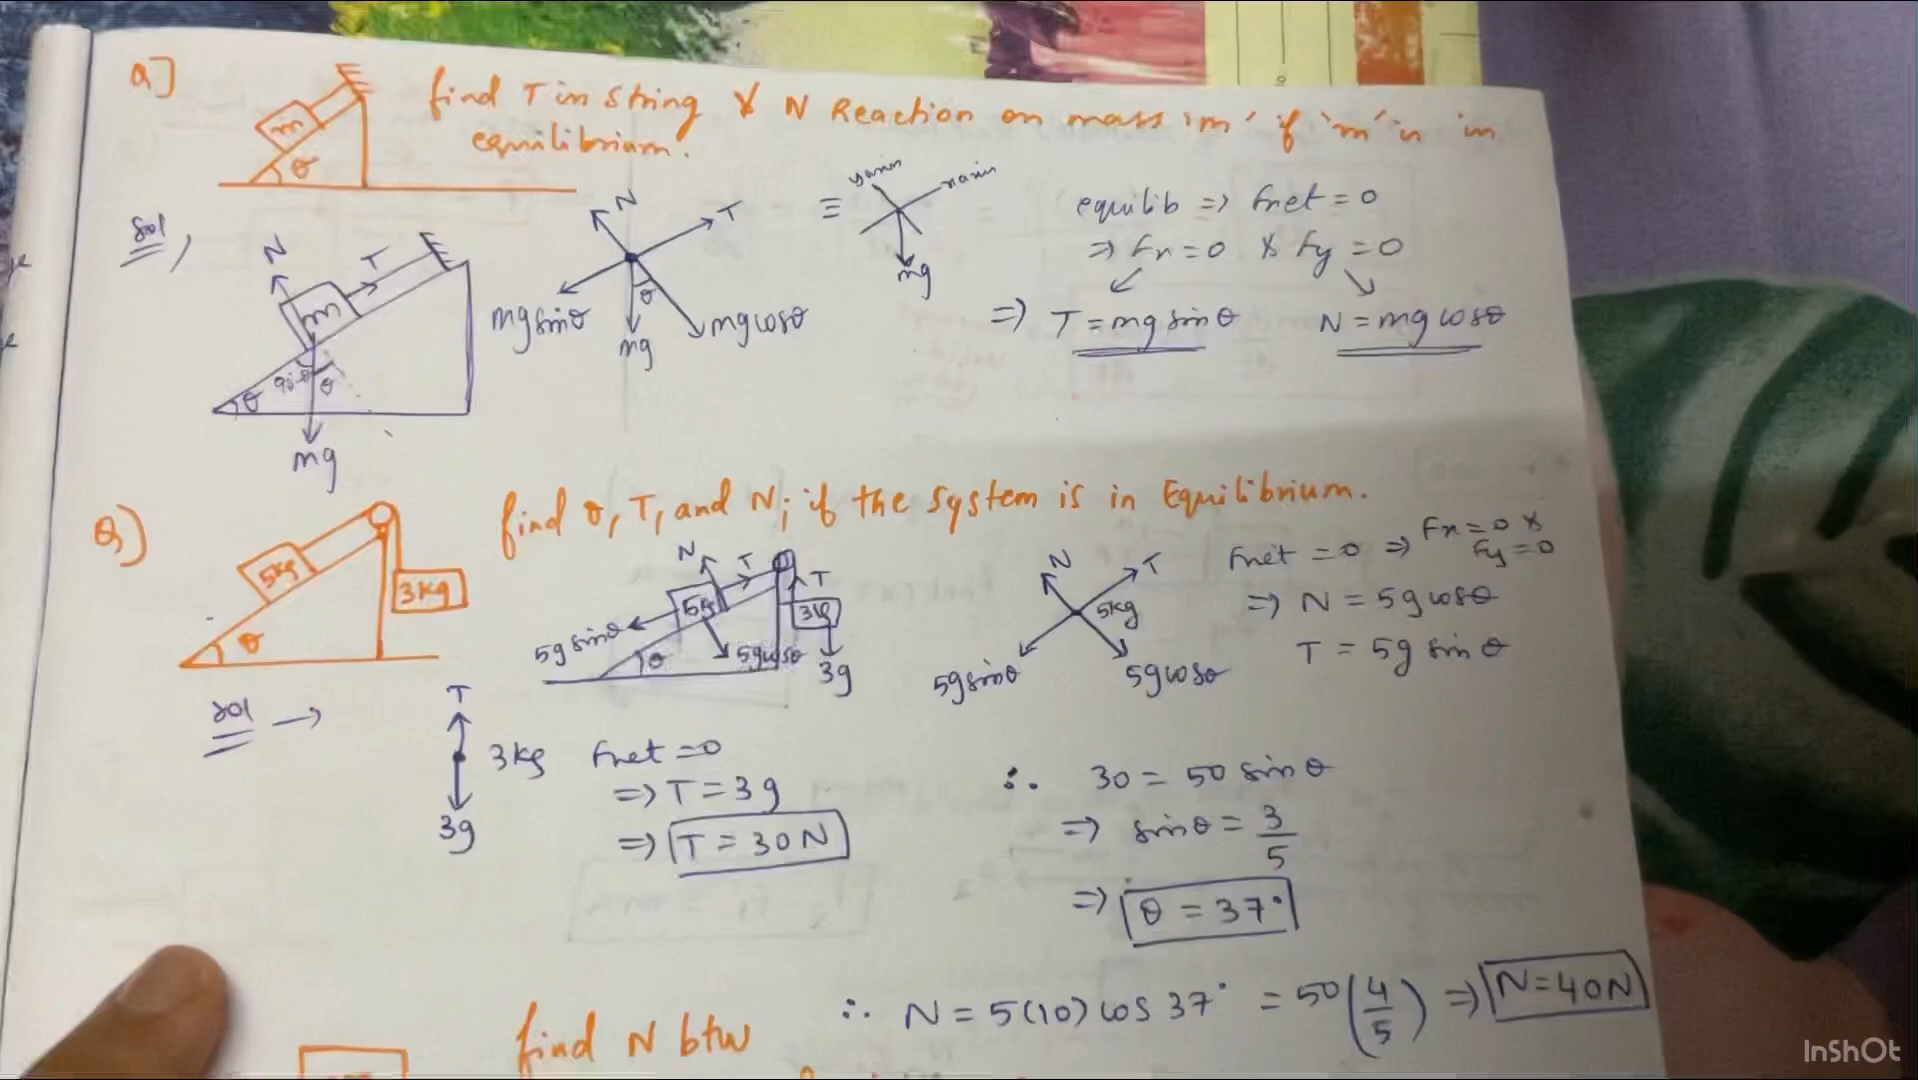 Q] find T in string & N Reaction on mass 'm' if 'm' is in
equilibrium.
m
θ
sol,
N
T
m
90-θ
θ
θ
mg
N
T
mg sinθ
θ
mg
mg cosθ
≡
y axis
x axis
mg
equilib => Fnet = 0
=> Fx = 0 & Fy = 0
=> T = mg sinθ   N = mg cosθ
Q) find θ, T, and N; if the system is in Equilibrium.
5kg
3kg
θ
N
T
T
5kg
3kg
5g sinθ
θ
5g cosθ
3g
N
T
5kg
5g sinθ
5g cosθ
Fnet = 0 => Fx = 0 &
Fy = 0
=> N = 5g cosθ
T = 5g sinθ
sol →
T
3kg
3g
Fnet = 0
=> T = 3g
=> T = 30N
∴ 30 = 50 sinθ
=> sinθ = 3/5
=> θ = 37°
∴ N = 5(10) cos 37° = 50 (4/5) => N = 40N
find N btw
InShOt